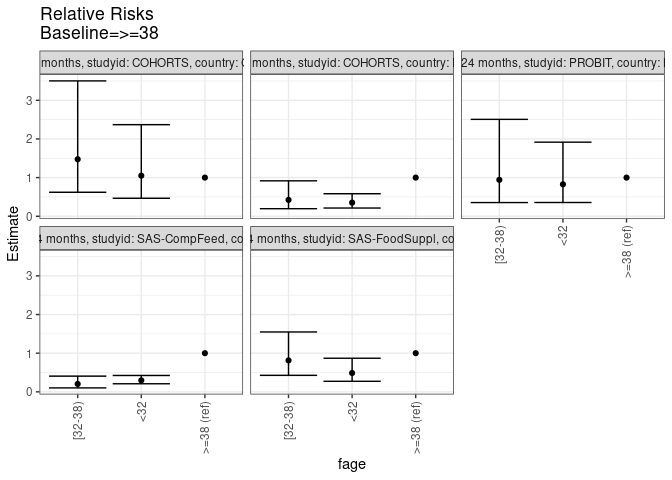 Relative Risks
Baseline=>=38
months, studyid: COHORTS, country:
months, studyid: COHORTS, country:
24 months, studyid: PROBIT, country:
3
2
1
0
[32-38)
<32
>=38 (ref)
Estimate
months, studyid: SAS-CompFeed, co
months, studyid: SAS-FoodSuppl, co
3
2
1
0
[32-38)
<32
>=38 (ref)
[32-38)
<32
>=38 (ref)
fage